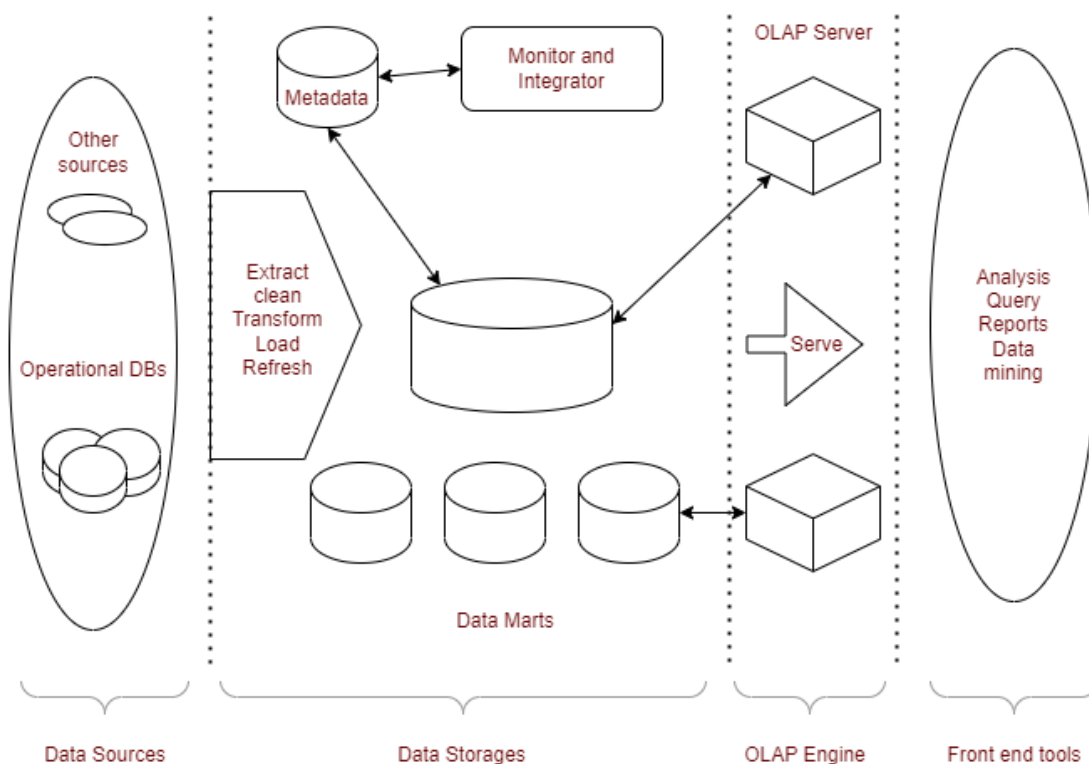 OLAP Server
Monitor and
Integrator
Metadata
Other
sources
Operational DBs
Extract
clean
Transform
Load
Refresh
Serve
Analysis
Query
Reports
Data
mining
Data Marts
Data Sources
Data Storages
OLAP Engine
Front end tools